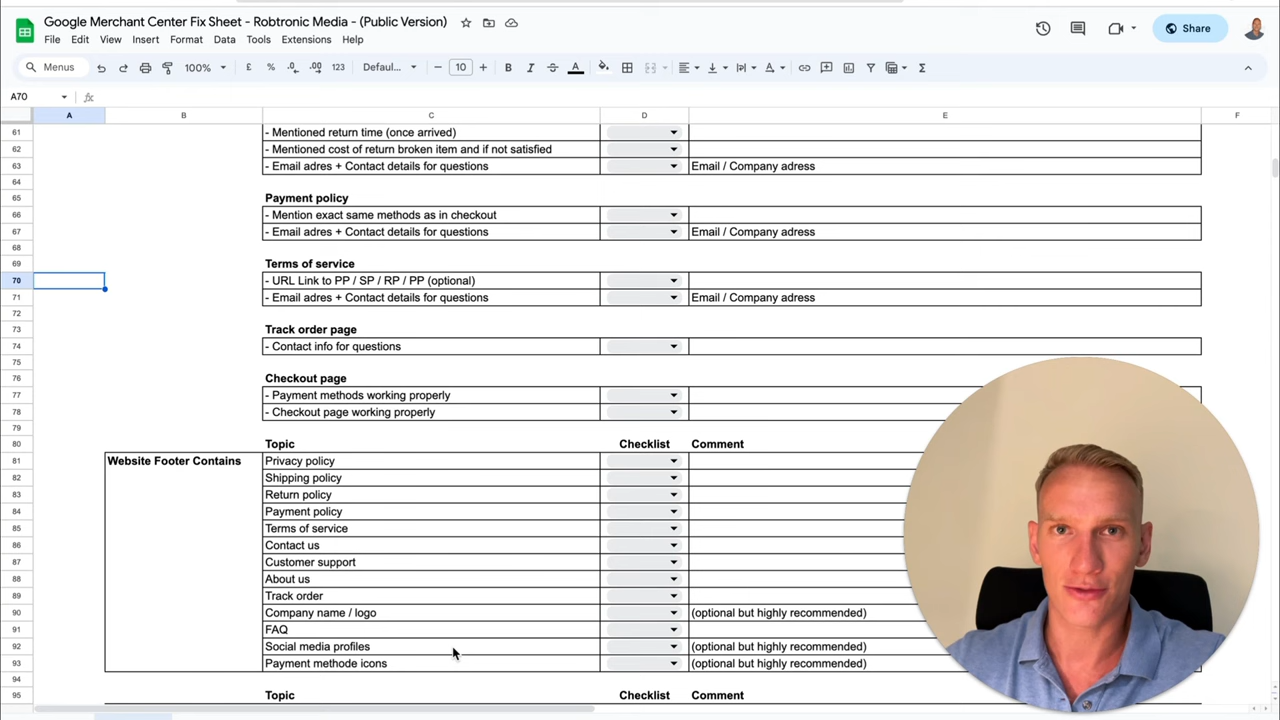 Google Merchant Center Fix Sheet - Robtronic Media - (Public Version)
File Edit View Insert Format Data Tools Extensions Help
Share
Menus 100% £ % .0 .00 123 Defaul... − 10 + B I S A Σ
A70 fx
A B C D E F
61 - Mentioned return time (once arrived)
62 - Mentioned cost of return broken item and if not satisfied
63 - Email adres + Contact details for questions Email / Company adress
64
65 Payment policy
66 - Mention exact same methods as in checkout
67 - Email adres + Contact details for questions Email / Company adress
68
69 Terms of service
70 - URL Link to PP / SP / RP / PP (optional)
71 - Email adres + Contact details for questions Email / Company adress
72
73 Track order page
74 - Contact info for questions
75
76 Checkout page
77 - Payment methods working properly
78 - Checkout page working properly
79
80 Topic Checklist Comment
81 Website Footer Contains Privacy policy
82 Shipping policy
83 Return policy
84 Payment policy
85 Terms of service
86 Contact us
87 Customer support
88 About us
89 Track order
90 Company name / logo (optional but highly recommended)
91 FAQ
92 Social media profiles (optional but highly recommended)
93 Payment methode icons (optional but highly recommended)
94
95 Topic Checklist Comment